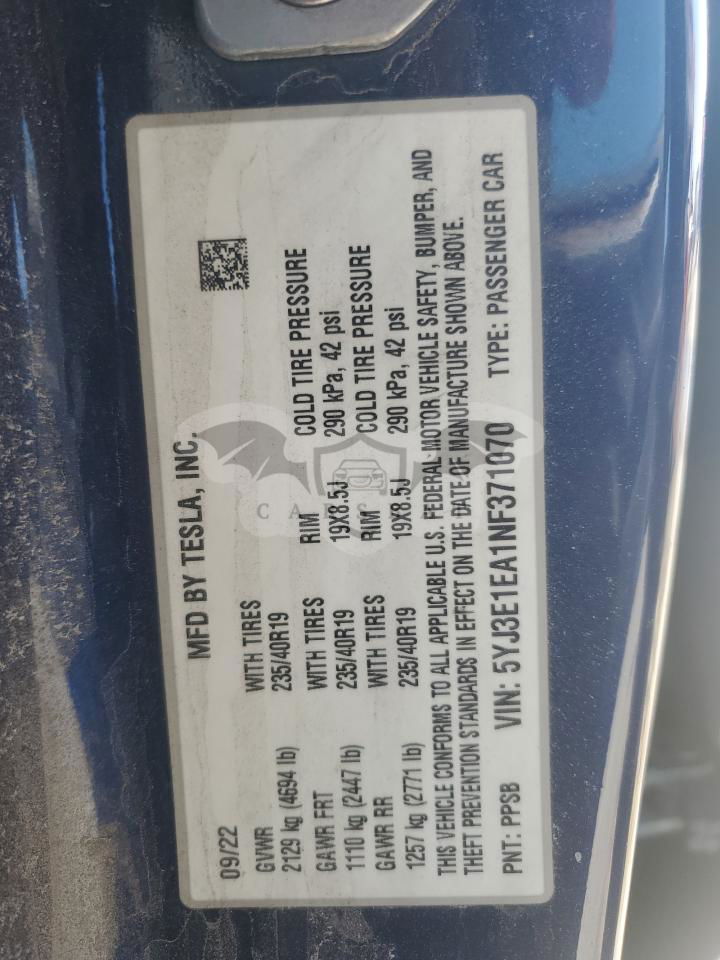 MFD BY TESLA, INC.
09/22
GVWR WITH TIRES RIM COLD TIRE PRESSURE
2129 kg (4694 lb) 235/40R19 19X8.5J 290 kPa, 42 psi
GAWR FRT WITH TIRES RIM COLD TIRE PRESSURE
1110 kg (2447 lb) 235/40R19 19X8.5J 290 kPa, 42 psi
GAWR RR WITH TIRES
1257 kg (2771 lb) 235/40R19
THIS VEHICLE CONFORMS TO ALL APPLICABLE U.S. FEDERAL MOTOR VEHICLE SAFETY, BUMPER, AND
THEFT PREVENTION STANDARDS IN EFFECT ON THE DATE OF MANUFACTURE SHOWN ABOVE.
PNT: PPSB VIN: 5YJ3E1EA1NF371070 TYPE: PASSENGER CAR